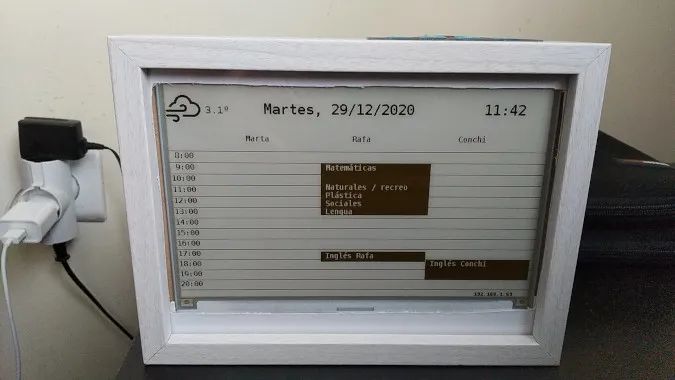 3.1º Martes, 29/12/2020 11:42
Marta Rafa Conchi
8:00
9:00 Matemáticas
10:00
11:00 Naturales / recreo
Plástica
12:00 Sociales
13:00 Lengua
14:00
15:00
16:00
17:00 Inglés Rafa
18:00 Inglés Conchi
19:00
20:00